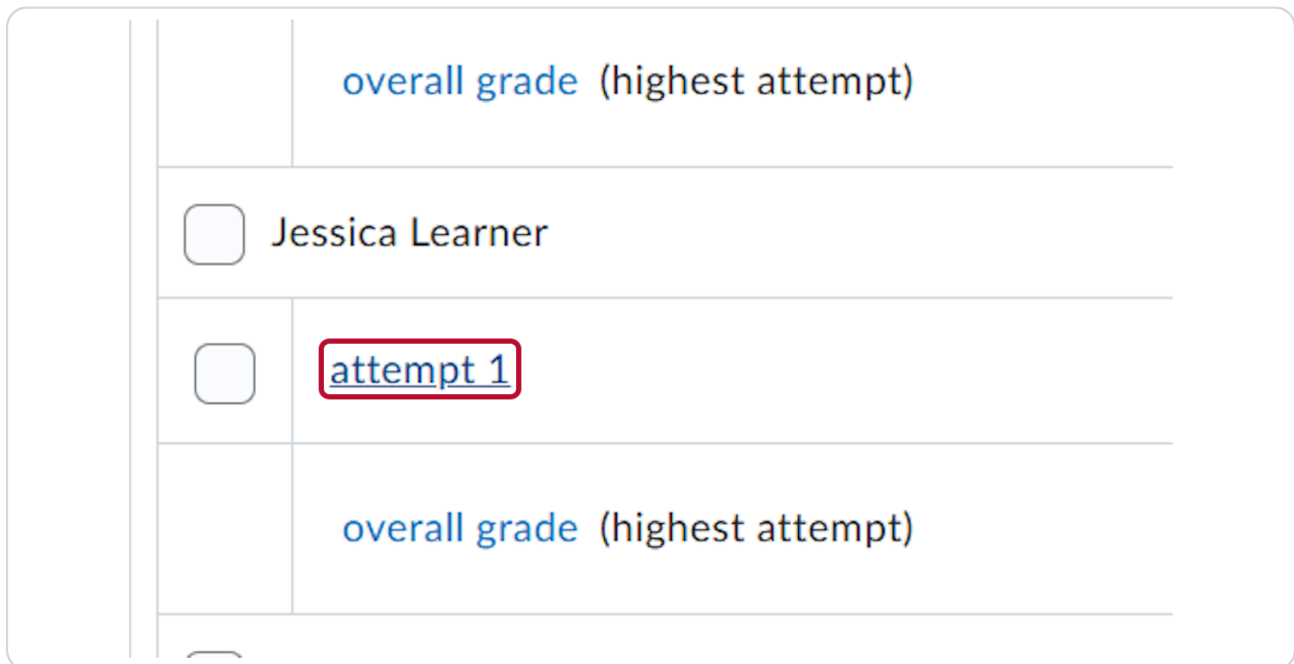 overall grade (highest attempt)
Jessica Learner
attempt 1
overall grade (highest attempt)